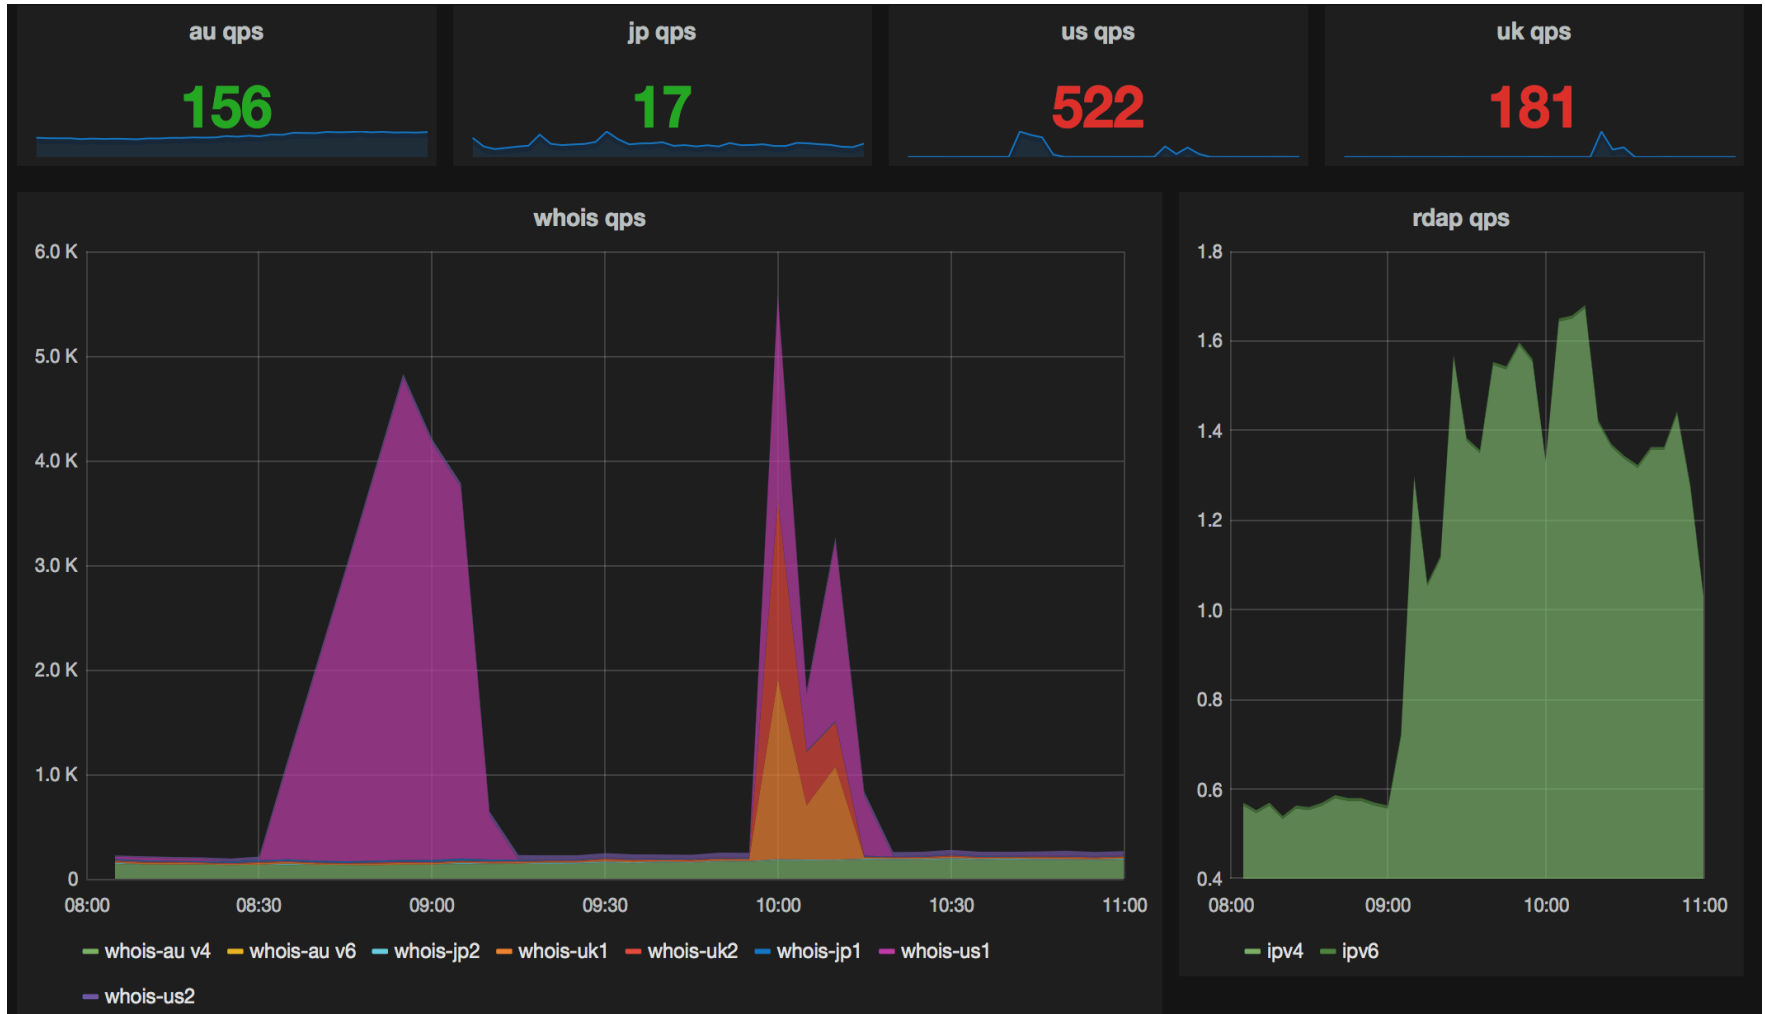 au qps
jp qps
us qps
uk qps
156
17
522
181
whois qps
6.0 K
5.0 K
4.0 K
3.0 K
2.0 K
1.0 K
0
08:00 08:30 09:00 09:30 10:00 10:30 11:00
whois-au v4 whois-au v6 whois-jp2 whois-uk1 whois-uk2 whois-jp1 whois-us1
whois-us2
rdap qps
1.8
1.6
1.4
1.2
1.0
0.8
0.6
0.4
08:00 09:00 10:00 11:00
ipv4 ipv6